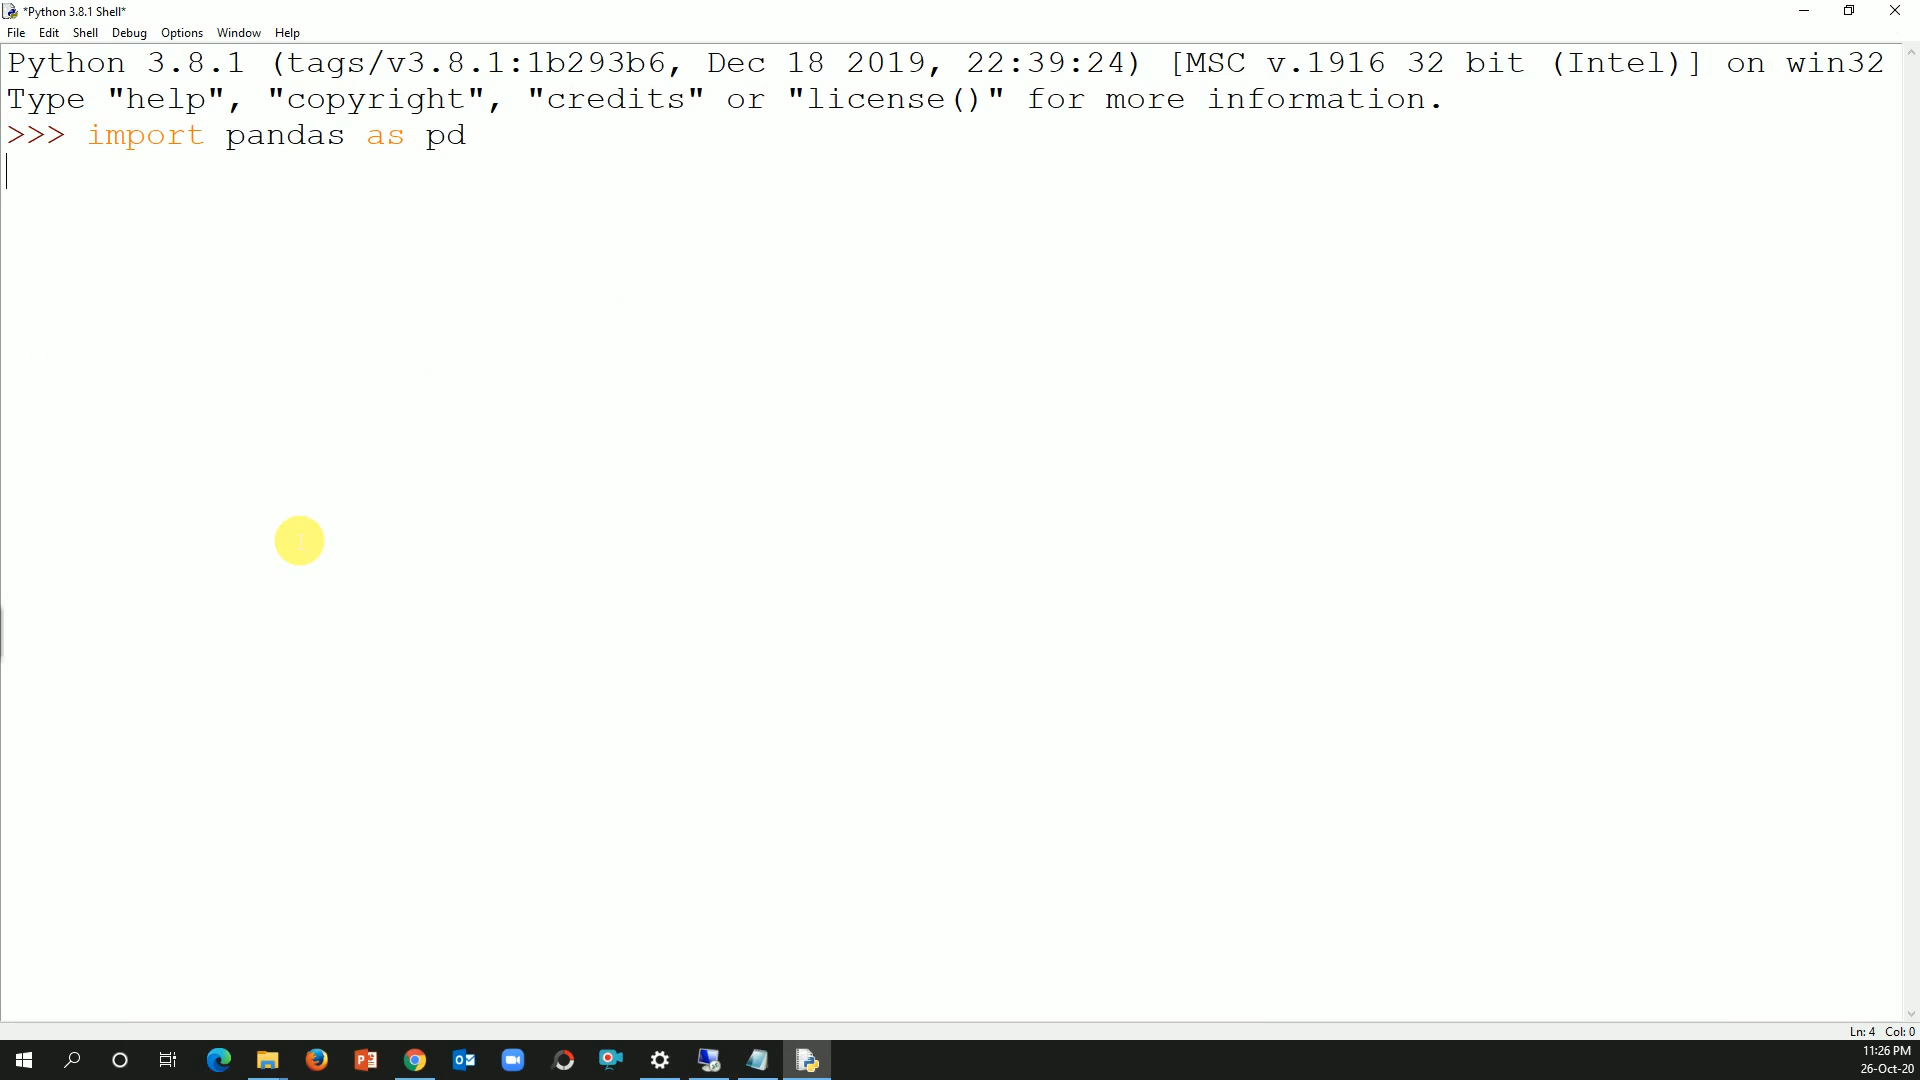 *Python 3.8.1 Shell*
File Edit Shell Debug Options Window Help
Python 3.8.1 (tags/v3.8.1:1b293b6, Dec 18 2019, 22:39:24) [MSC v.1916 32 bit (Intel)] on win32
Type "help", "copyright", "credits" or "license()" for more information.
>>> import pandas as pd
Ln: 4 Col: 0
11:26 PM
26-Oct-20